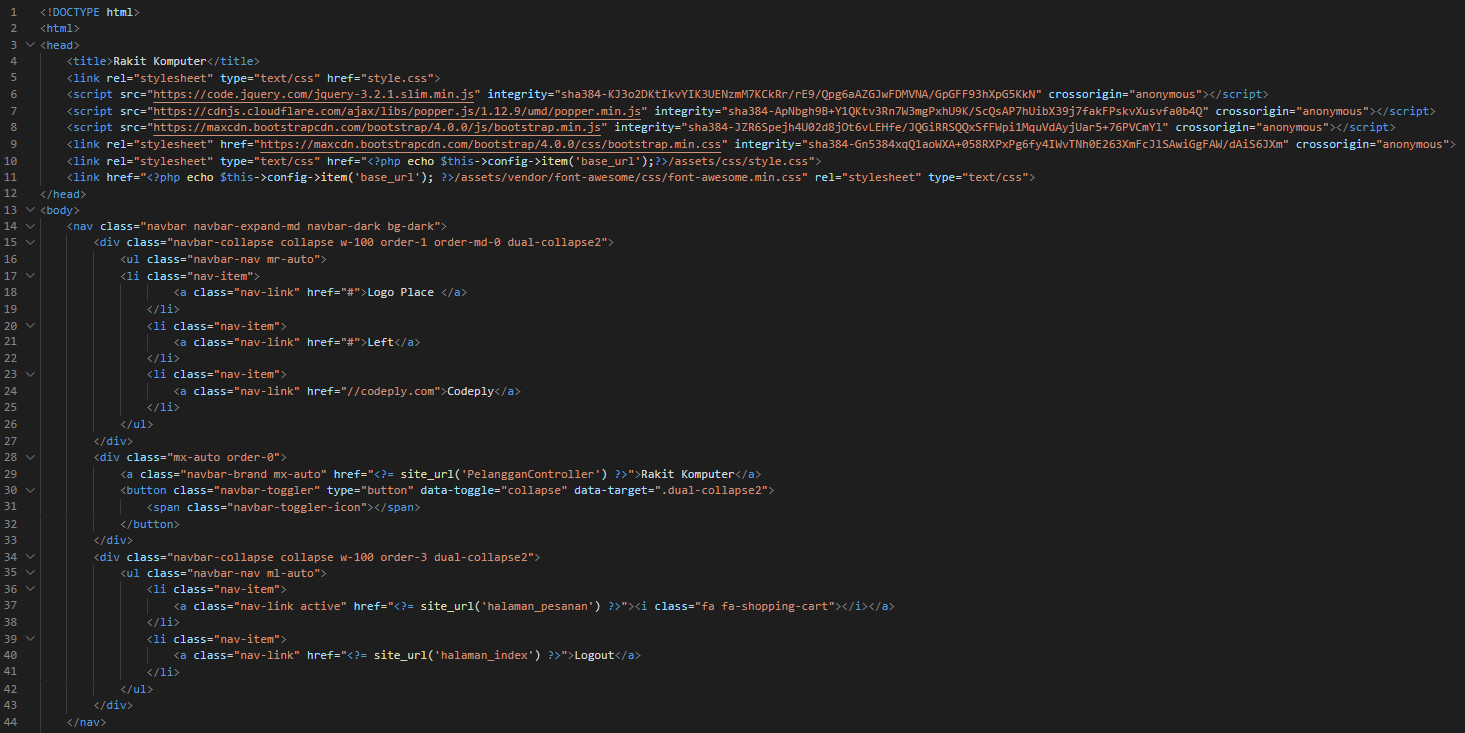 1 <!DOCTYPE html>
2 <html>
3 <head>
4 <title>Rakit Komputer</title>
5 <link rel="stylesheet" type="text/css" href="style.css">
6 <script src="https://code.jquery.com/jquery-3.2.1.slim.min.js" integrity="sha384-KJ3o2DKtIkvYIK3UENzmM7KCkRr/rE9/Qpg6aAZGJwFDMVNA/GpGFF93hXpG5KkN" crossorigin="anonymous"></script>
7 <script src="https://cdnjs.cloudflare.com/ajax/libs/popper.js/1.12.9/umd/popper.min.js" integrity="sha384-ApNbgh9B+Y1QKtv3Rn7W3mgPxhU9K/ScQsAP7hUibX39j7fakFPskvXusvfa0b4Q" crossorigin="anonymous"></script>
8 <script src="https://maxcdn.bootstrapcdn.com/bootstrap/4.0.0/js/bootstrap.min.js" integrity="sha384-JZR6Spejh4U02d8jOt6vLEHfe/JQGiRRSQQxSfFWpi1MquVdAyjUar5+76PVCmYl" crossorigin="anonymous"></script>
9 <link rel="stylesheet" href="https://maxcdn.bootstrapcdn.com/bootstrap/4.0.0/css/bootstrap.min.css" integrity="sha384-Gn5384xqQ1aoWXA+058RXPxPg6fy4IWvTNh0E263XmFcJlSAwiGgFAW/dAiS6JXm" crossorigin="anonymous">
10 <link rel="stylesheet" type="text/css" href="<?php echo $this->config->item('base_url');?>/assets/css/style.css">
11 <link href="<?php echo $this->config->item('base_url'); ?>/assets/vendor/font-awesome/css/font-awesome.min.css" rel="stylesheet" type="text/css">
12 </head>
13 <body>
14 <nav class="navbar navbar-expand-md navbar-dark bg-dark">
15 <div class="navbar-collapse collapse w-100 order-1 order-md-0 dual-collapse2">
16 <ul class="navbar-nav mr-auto">
17 <li class="nav-item">
18 <a class="nav-link" href="#">Logo Place </a>
19 </li>
20 <li class="nav-item">
21 <a class="nav-link" href="#">Left</a>
22 </li>
23 <li class="nav-item">
24 <a class="nav-link" href="//codeply.com">Codeply</a>
25 </li>
26 </ul>
27 </div>
28 <div class="mx-auto order-0">
29 <a class="navbar-brand mx-auto" href="<?= site_url('PelangganController') ?>">Rakit Komputer</a>
30 <button class="navbar-toggler" type="button" data-toggle="collapse" data-target=".dual-collapse2">
31 <span class="navbar-toggler-icon"></span>
32 </button>
33 </div>
34 <div class="navbar-collapse collapse w-100 order-3 dual-collapse2">
35 <ul class="navbar-nav ml-auto">
36 <li class="nav-item">
37 <a class="nav-link active" href="<?= site_url('halaman_pesanan') ?>"><i class="fa fa-shopping-cart"></i></a>
38 </li>
39 <li class="nav-item">
40 <a class="nav-link" href="<?= site_url('halaman_index') ?>">Logout</a>
41 </li>
42 </ul>
43 </div>
44 </nav>